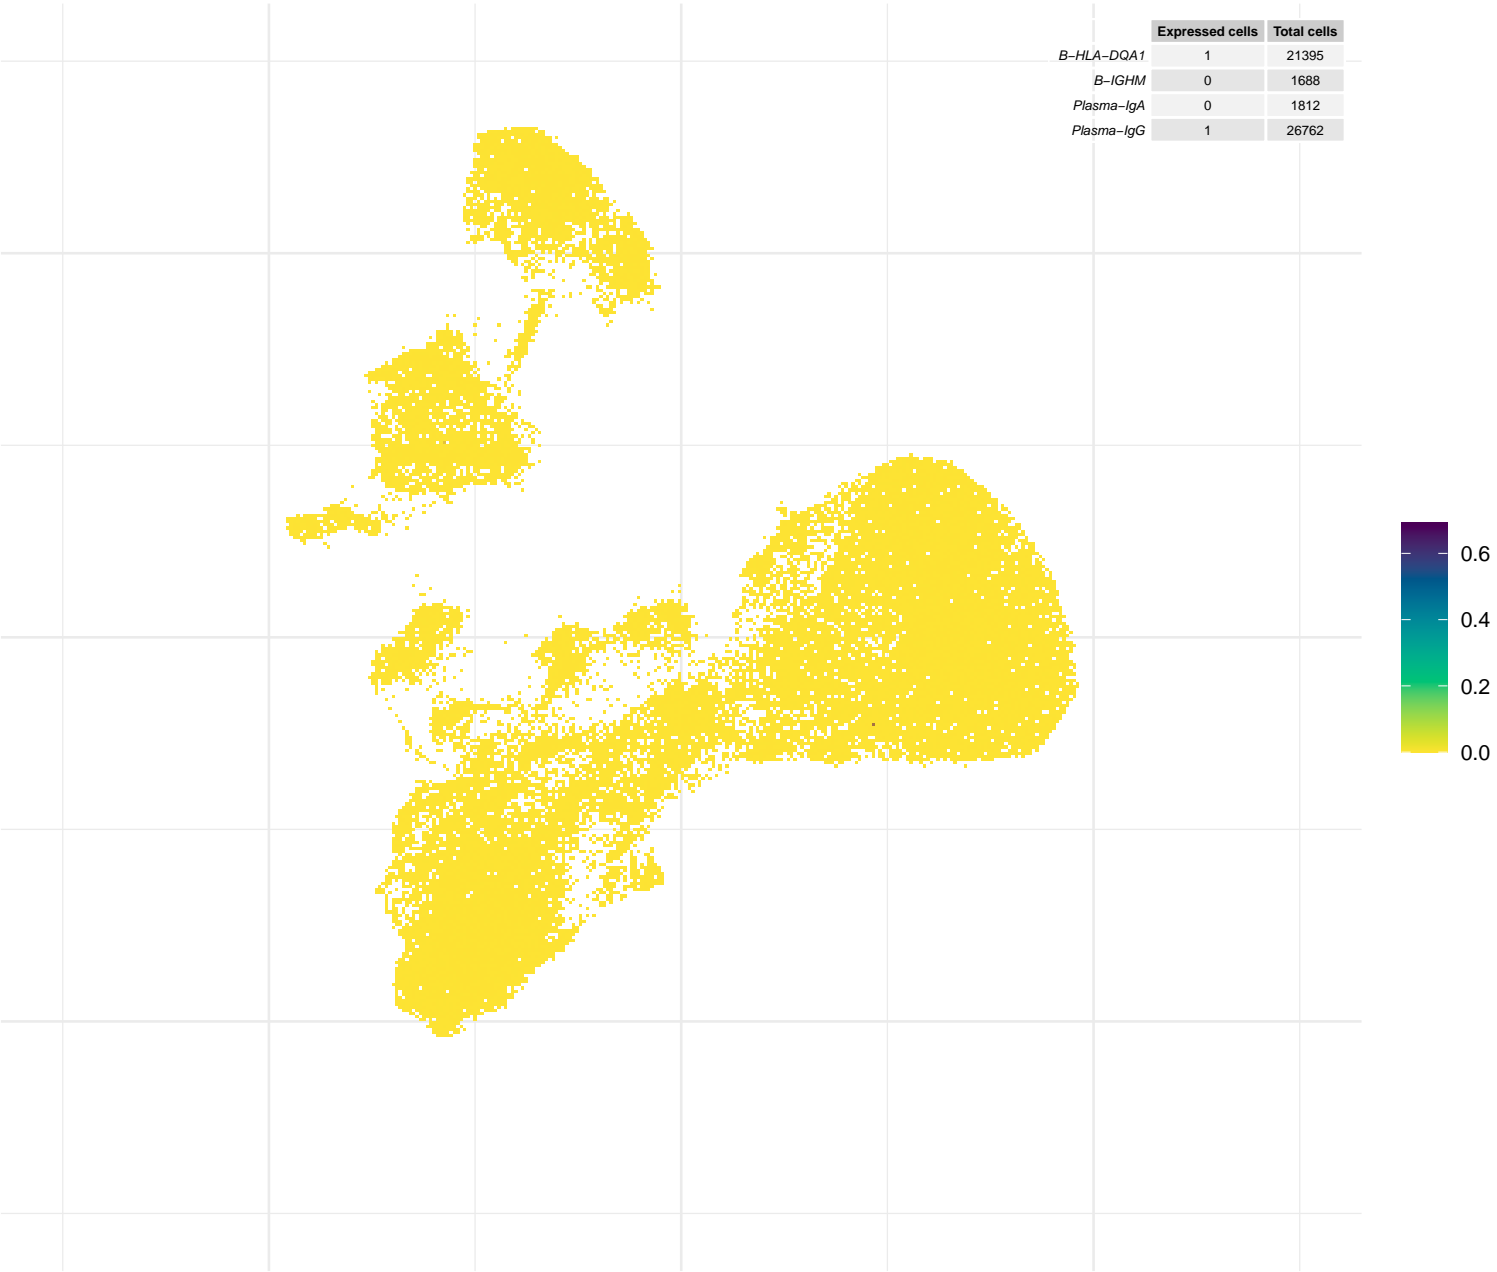 Expressed cells Total cells
B−HLA−DQA1 1 21395
B−IGHM 0 1688
Plasma−IgA 0 1812
Plasma−IgG 1 26762
0.6
0.4
0.2
0.0